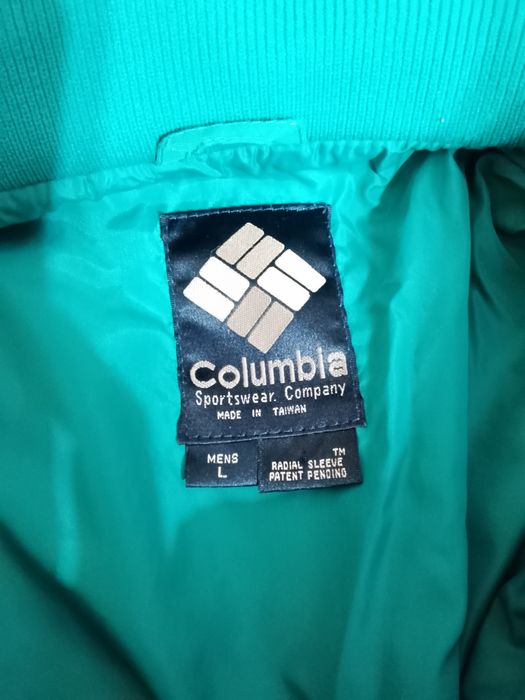 Columbia
Sportswear Company
MADE IN TAIWAN
MENS
L
TM
RADIAL SLEEVE
PATENT PENDING